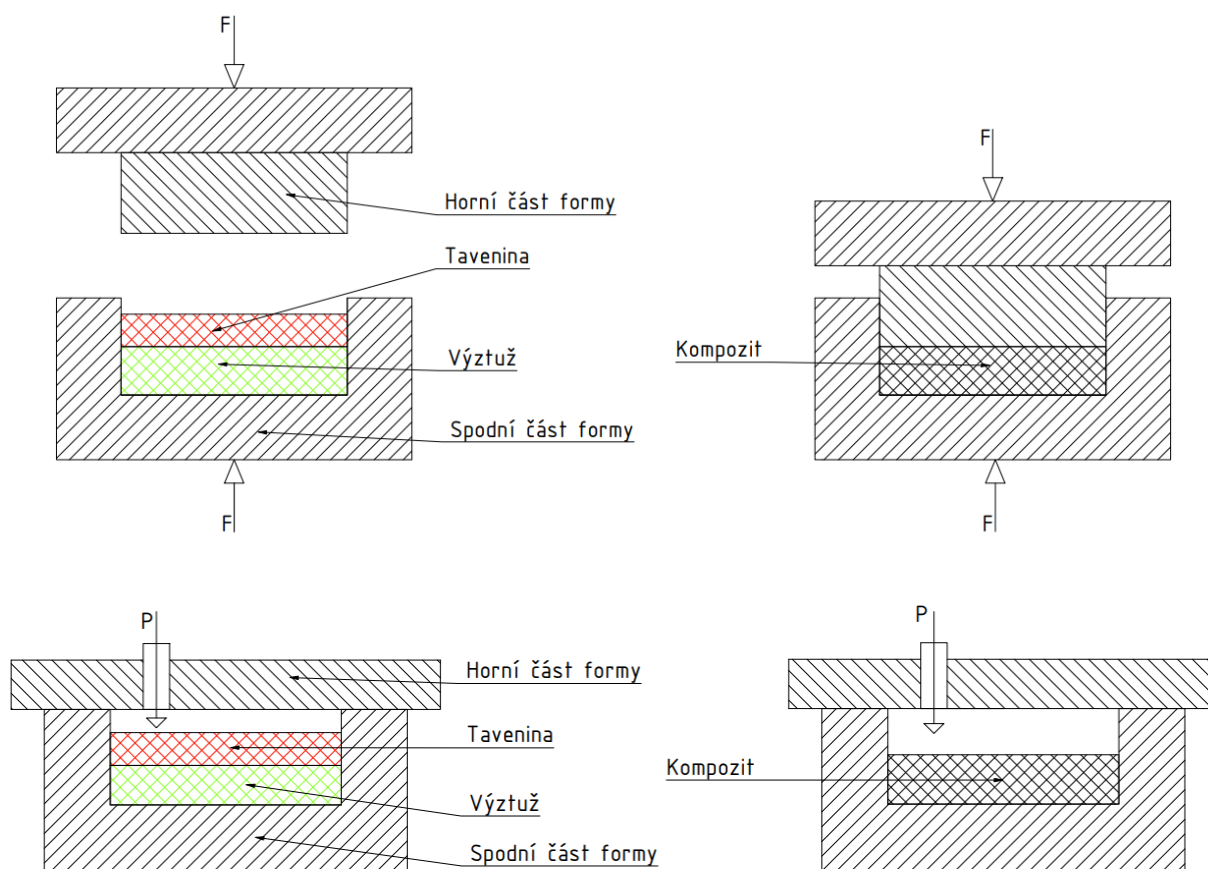 F
Horní část formy
Tavenina
Výztuž
Spodní část formy
F
F
Kompozit
F
P
Horní část formy
Tavenina
Výztuž
Spodní část formy
P
Kompozit